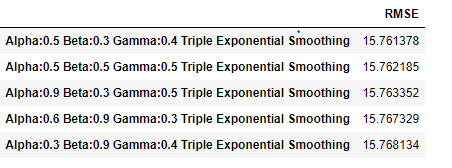 RMSE
Alpha:0.5 Beta:0.3 Gamma:0.4 Triple Exponential Smoothing 15.761378
Alpha:0.5 Beta:0.5 Gamma:0.5 Triple Exponential Smoothing 15.762185
Alpha:0.9 Beta:0.3 Gamma:0.5 Triple Exponential Smoothing 15.763352
Alpha:0.6 Beta:0.9 Gamma:0.3 Triple Exponential Smoothing 15.767329
Alpha:0.3 Beta:0.9 Gamma:0.4 Triple Exponential Smoothing 15.768134